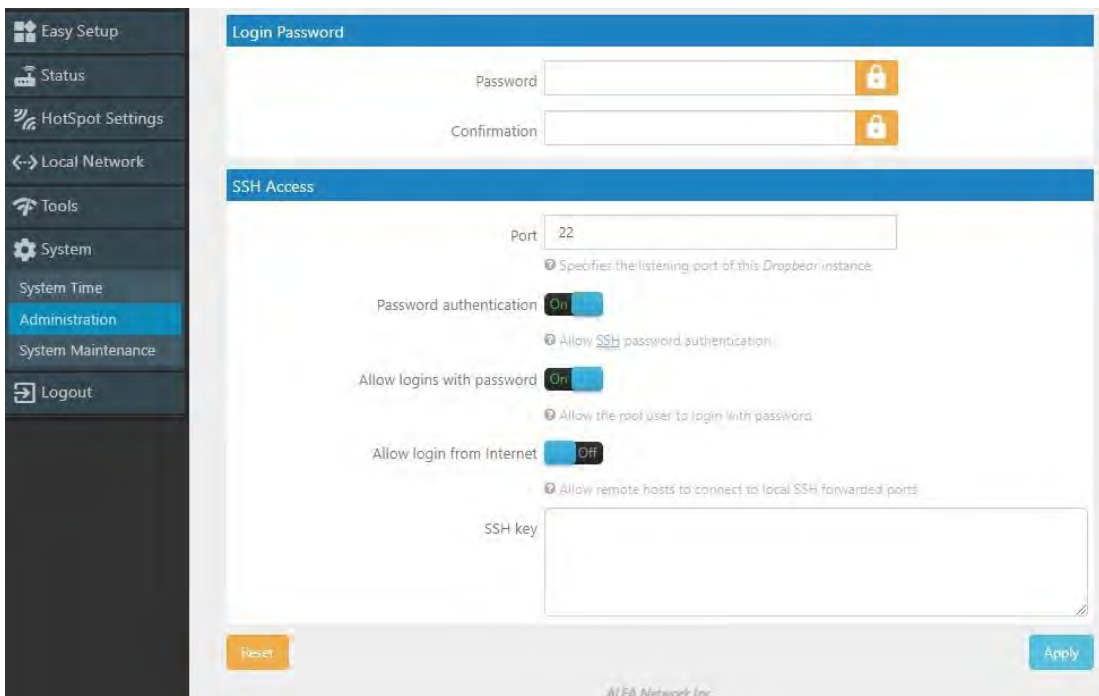 Easy Setup
Status
HotSpot Settings
Local Network
Tools
System
System Time
Administration
System Maintenance
Logout
Login Password
Password
Confirmation
SSH Access
Port 22
Specifies the listening port of this Dropbear instance
Password authentication On
Allow SSH password authentication
Allow logins with password On
Allow the root user to login with password
Allow login from Internet Off
Allow remote hosts to connect to local SSH forwarded ports
SSH key
Reset
Apply
ALFA Network Inc